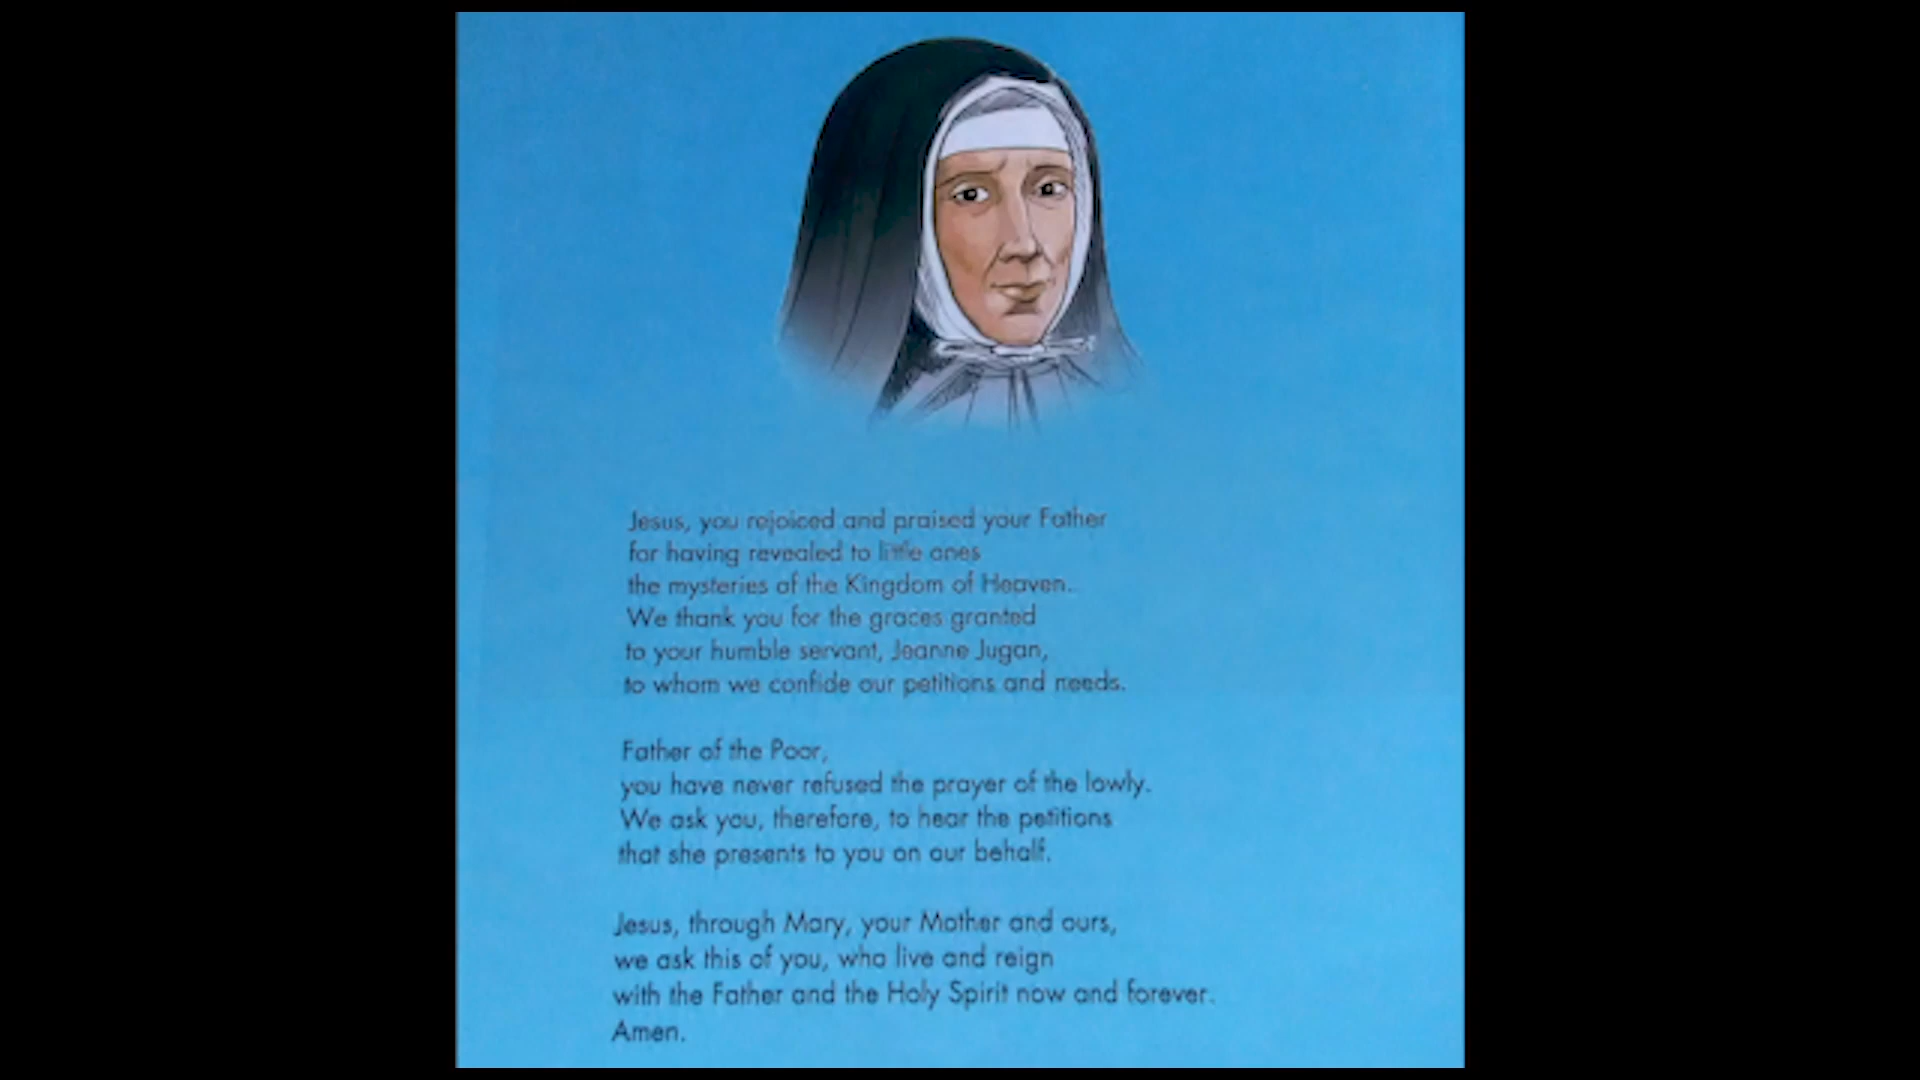 Jesus, you rejoiced and praised your Father
for having revealed to little ones
the mysteries of the Kingdom of Heaven.
We thank you for the graces granted
to your humble servant, Jeanne Jugan,
to whom we confide our petitions and needs.
Father of the Poor,
you have never refused the prayer of the lowly.
We ask you, therefore, to hear the petitions
that she presents to you on our behalf.
Jesus, through Mary, your Mother and ours,
we ask this of you, who live and reign
with the Father and the Holy Spirit now and forever.
Amen.